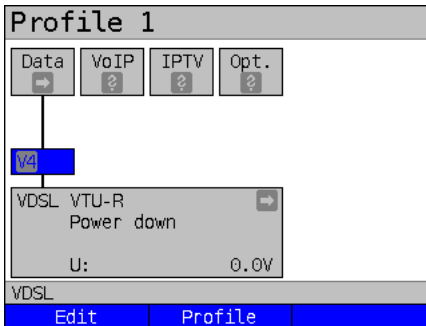 Profile 1
Data VoIP IPTV Opt.
? ? ?
V4
VDSL VTU-R
Power down
U: 0.0V
VDSL
Edit Profile